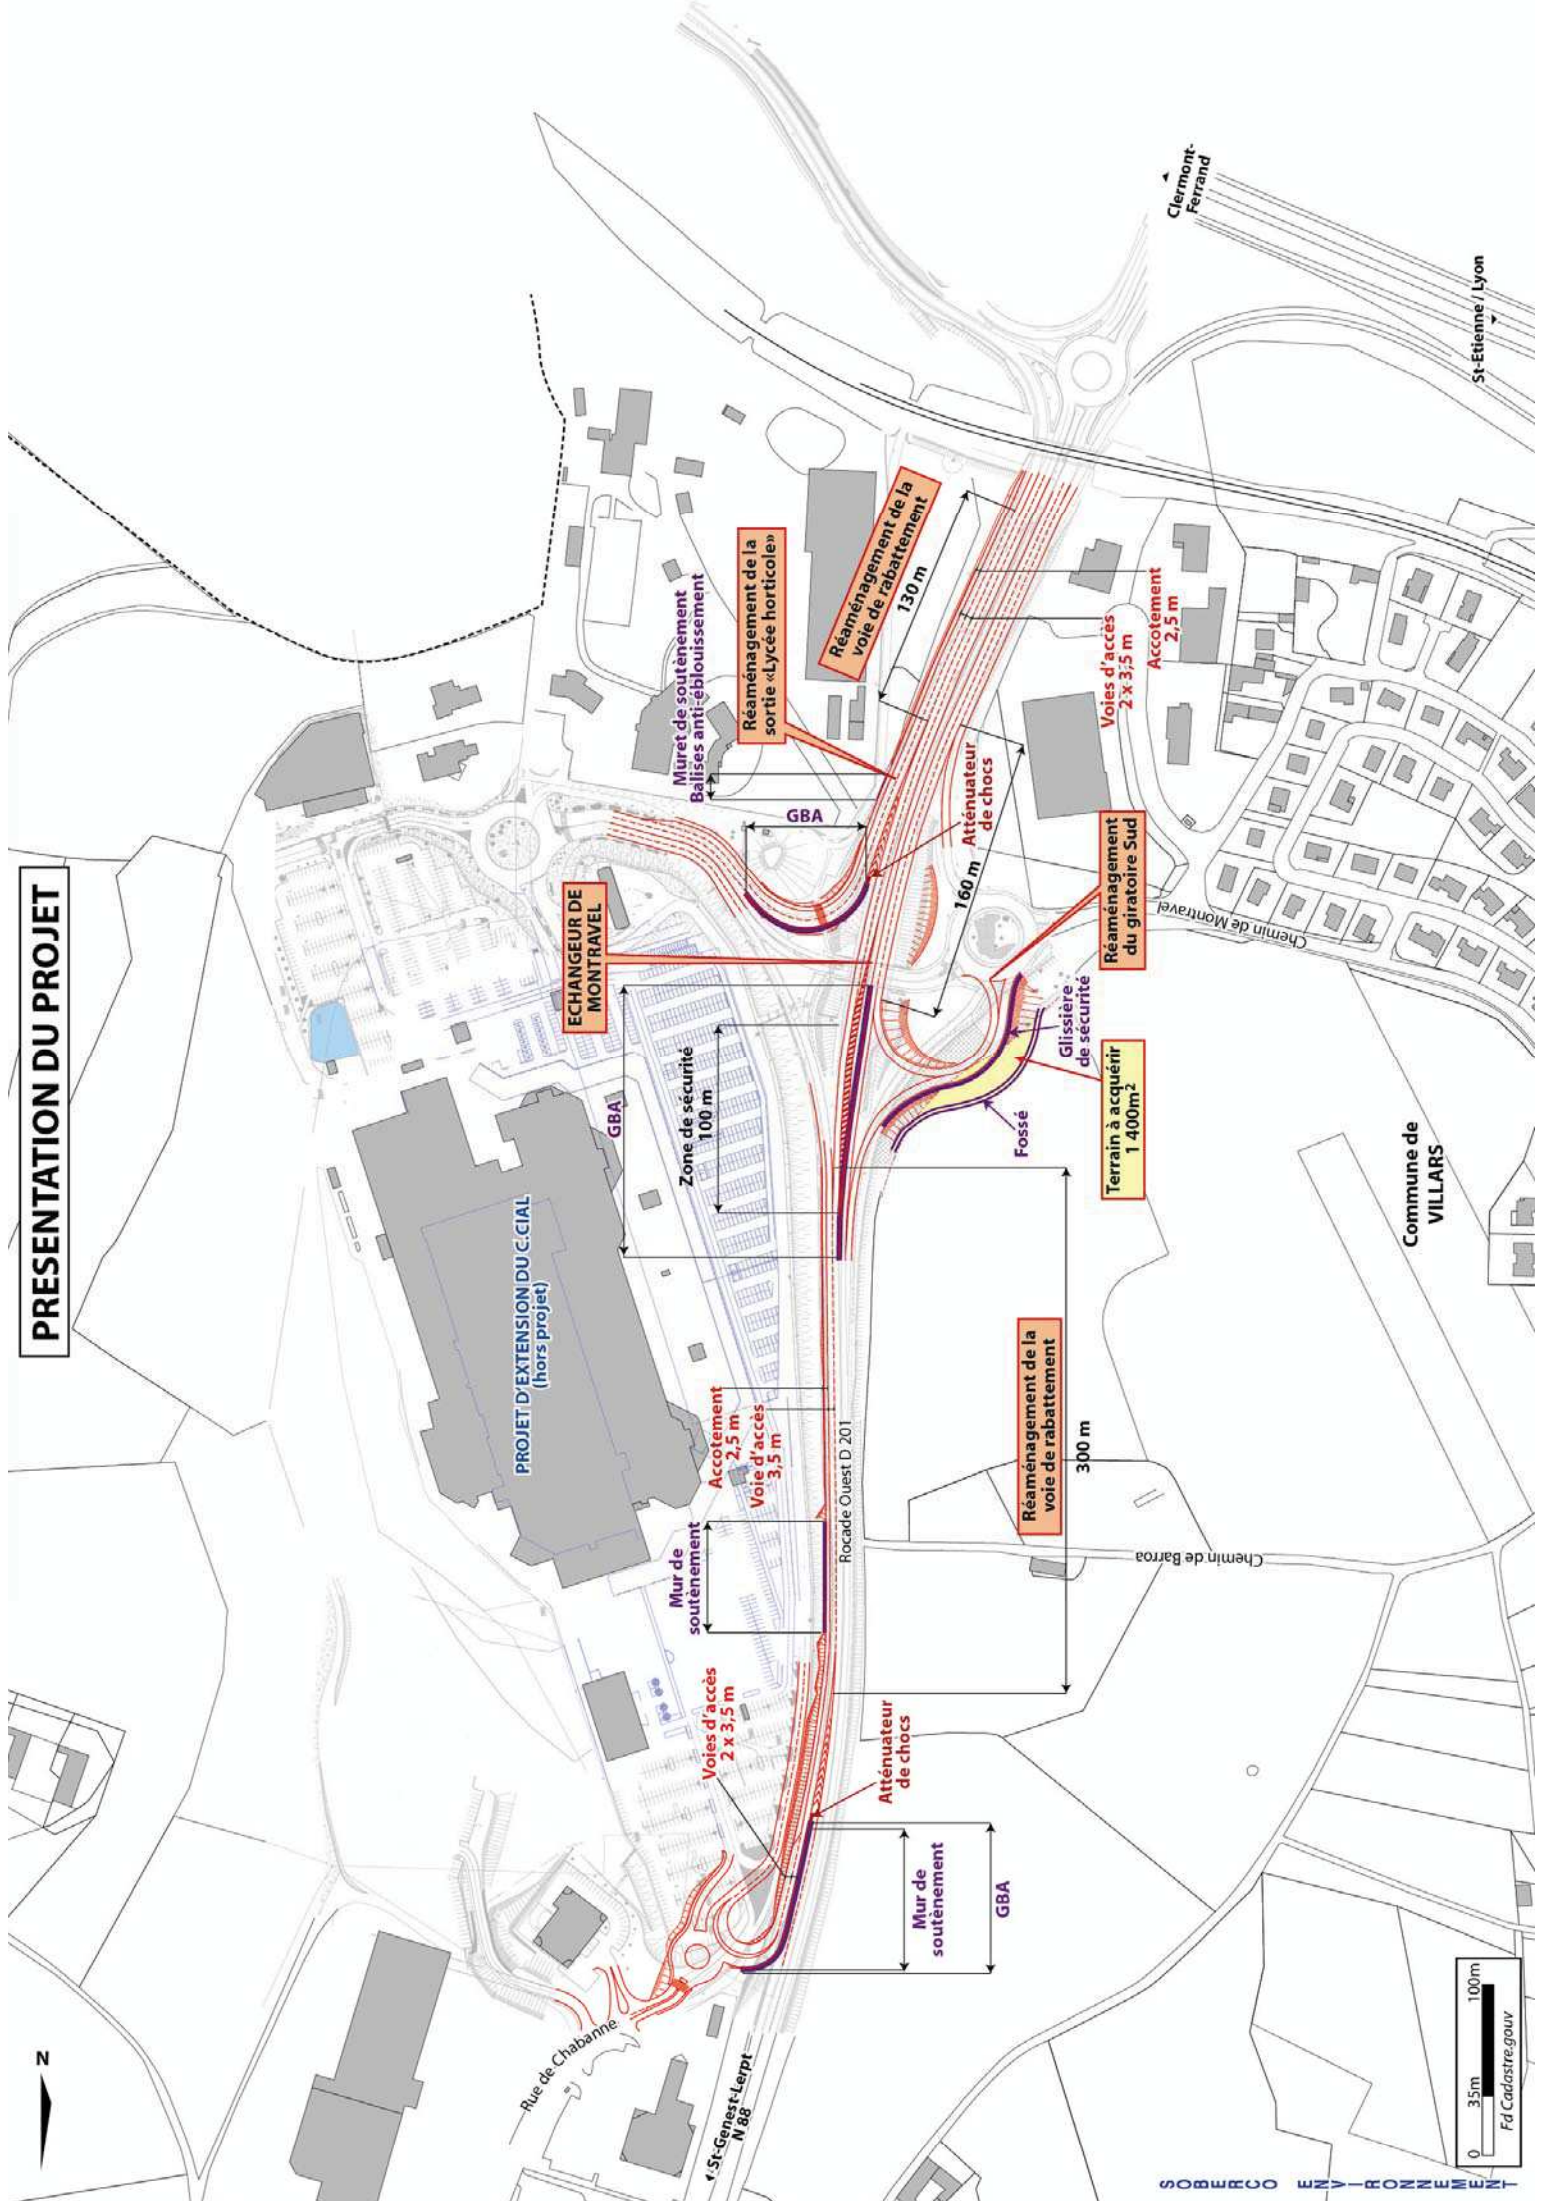 PRESENTATION DU PROJET
N
Rue de Chabanne
St-Genest-Lerpt
N 88
PROJET D'EXTENSION DU C.CIAL
(hors projet)
ECHANGEUR DE
MONTRAVEL
GBA
Zone de sécurité
100 m
Muret de soutènement
Balises anti-éblouissement
Réaménagement de la
sortie «Lycée horticole»
GBA
Réaménagement de la
voie de rabattement
130 m
Clermont-
Ferrand
St-Etienne / Lyon
Voies d'accès
2 x 3,5 m
Mur de
soutènement
Accotement
2,5 m
Voie d'accès
3,5 m
Rocade Ouest D 201
Atténuateur
de chocs
160 m
Voies d'accès
2 x 3,5 m
Accotement
2,5 m
Atténuateur
de chocs
Mur de
soutènement
GBA
Réaménagement de la
voie de rabattement
300 m
Chemin de Barroa
Fossé
Glissière
de sécurité
Terrain à acquérir
1 400m²
Réaménagement
du giratoire Sud
Chemin de Montravel
Commune de
VILLARS
0 35m 100m
Fd Cadastre.gouv
SOBERCO ENVIRONNEMENT